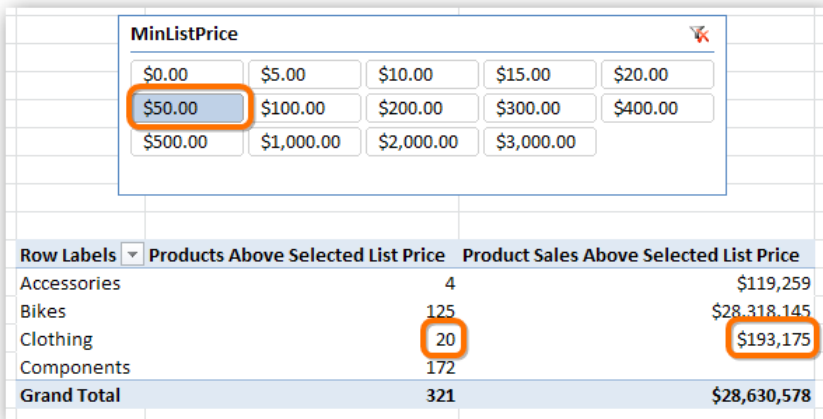 MinListPrice
$0.00 $5.00 $10.00 $15.00 $20.00
$50.00 $100.00 $200.00 $300.00 $400.00
$500.00 $1,000.00 $2,000.00 $3,000.00
Row Labels Products Above Selected List Price Product Sales Above Selected List Price
Accessories 4 $119,259
Bikes 125 $28,318,145
Clothing 20 $193,175
Components 172
Grand Total 321 $28,630,578